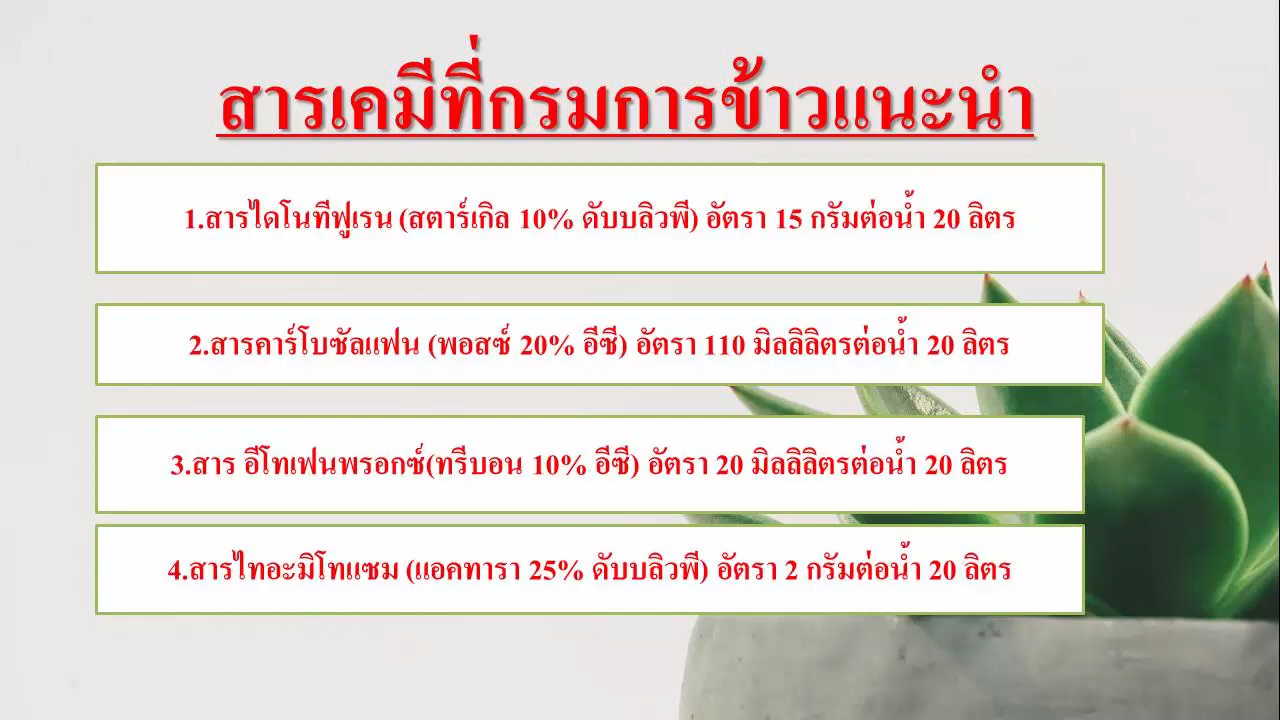 สารเคมีที่กรมการข้าวแนะนำ
1.สารไดโนทีฟูเรน (สตาร์เกิล 10% ดับบลิวพี) อัตรา 15 กรัมต่อน้ำ 20 ลิตร
2.สารคาร์โบซัลแฟน (พอสซ์ 20% อีซี) อัตรา 110 มิลลิลิตรต่อน้ำ 20 ลิตร
3.สาร อีโทเฟนพรอกซ์(ทรีบอน 10% อีซี) อัตรา 20 มิลลิลิตรต่อน้ำ 20 ลิตร
4.สารไทอะมิโทแซม (แอคทารา 25% ดับบลิวพี) อัตรา 2 กรัมต่อน้ำ 20 ลิตร